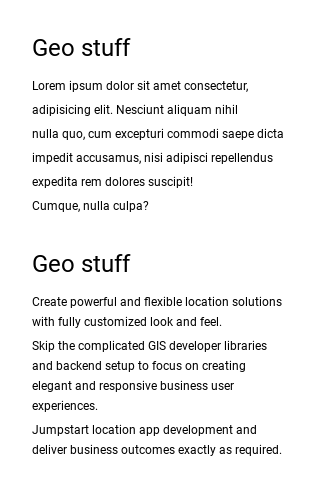 Geo stuff
Lorem ipsum dolor sit amet consectetur,
adipisicing elit. Nesciunt aliquam nihil
nulla quo, cum excepturi commodi saepe dicta
impedit accusamus, nisi adipisci repellendus
expedita rem dolores suscipit!
Cumque, nulla culpa?
Geo stuff
Create powerful and flexible location solutions
with fully customized look and feel.
Skip the complicated GIS developer libraries
and backend setup to focus on creating
elegant and responsive business user
experiences.
Jumpstart location app development and
deliver business outcomes exactly as required.